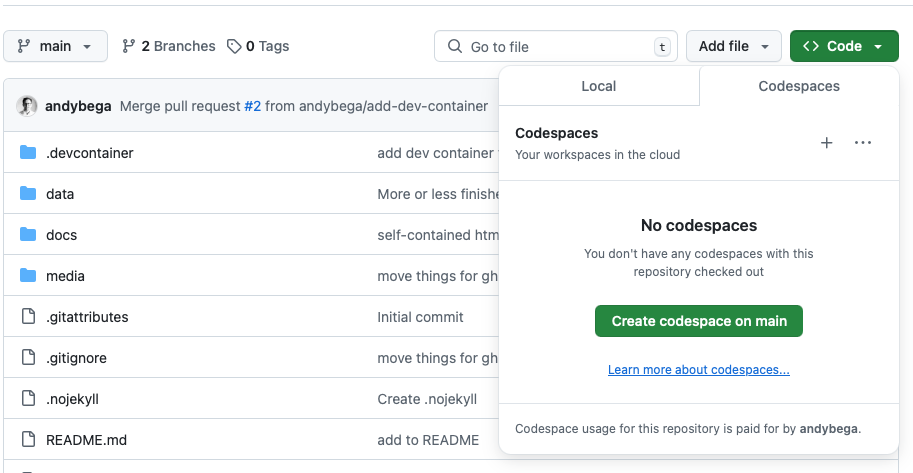 main
2 Branches
0 Tags
Go to file
t
Add file
<> Code
andybega Merge pull request #2 from andybega/add-dev-container
.devcontainer
add dev container
data
More or less finishe
docs
self-contained htm
media
move things for gh
.gitattributes
Initial commit
.gitignore
move things for gh
.nojekyll
Create .nojekyll
README.md
add to README
Local
Codespaces
Codespaces
Your workspaces in the cloud
No codespaces
You don't have any codespaces with this
repository checked out
Create codespace on main
Learn more about codespaces...
Codespace usage for this repository is paid for by andybega.